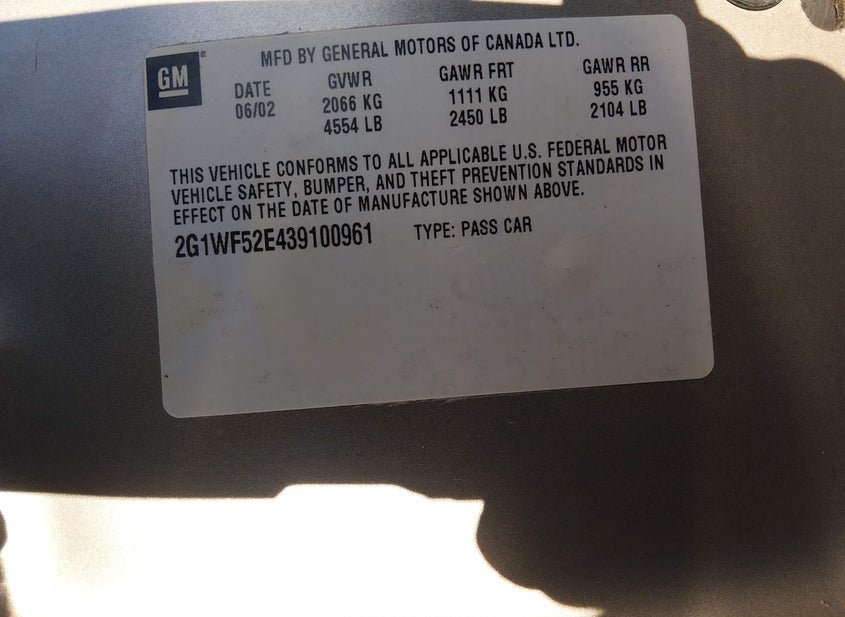 GM
MFD BY GENERAL MOTORS OF CANADA LTD.
DATE GVWR GAWR FRT GAWR RR
06/02 2066 KG 1111 KG 955 KG
4554 LB 2450 LB 2104 LB
THIS VEHICLE CONFORMS TO ALL APPLICABLE U.S. FEDERAL MOTOR
VEHICLE SAFETY, BUMPER, AND THEFT PREVENTION STANDARDS IN
EFFECT ON THE DATE OF MANUFACTURE SHOWN ABOVE.
2G1WF52E439100961 TYPE: PASS CAR